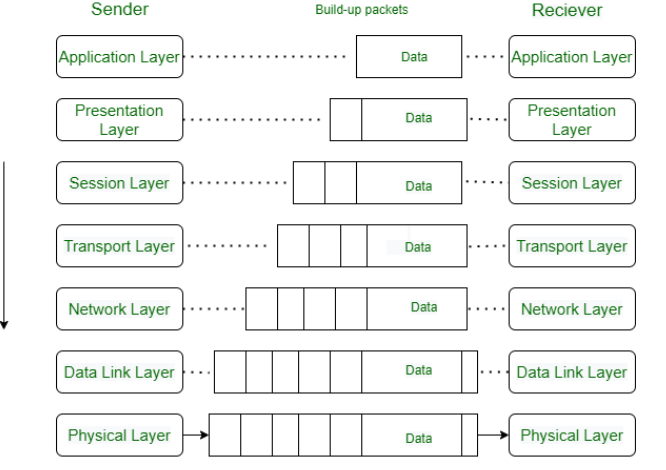 Sender Build-up packets Reciever
Application Layer Data Application Layer
Presentation Layer Data Presentation Layer
Session Layer Data Session Layer
Transport Layer Data Transport Layer
Network Layer Data Network Layer
Data Link Layer Data Data Link Layer
Physical Layer Data Physical Layer